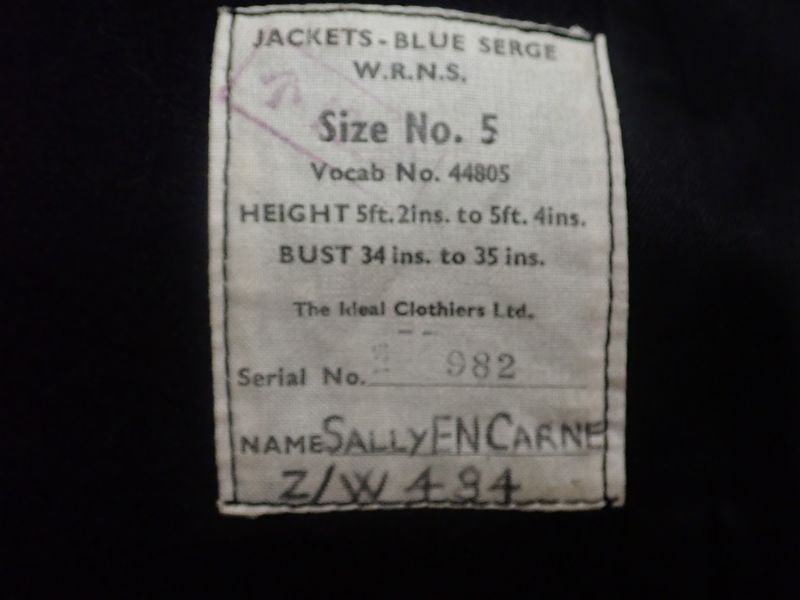 JACKETS - BLUE SERGE
W.R.N.S.
Size No. 5
Vocab No. 44805
HEIGHT 5ft. 2ins. to 5ft. 4ins.
BUST 34 ins. to 35 ins.
The Ideal Clothiers Ltd.
Serial No. 982
NAME SALLY EN CARNE
Z/W 484